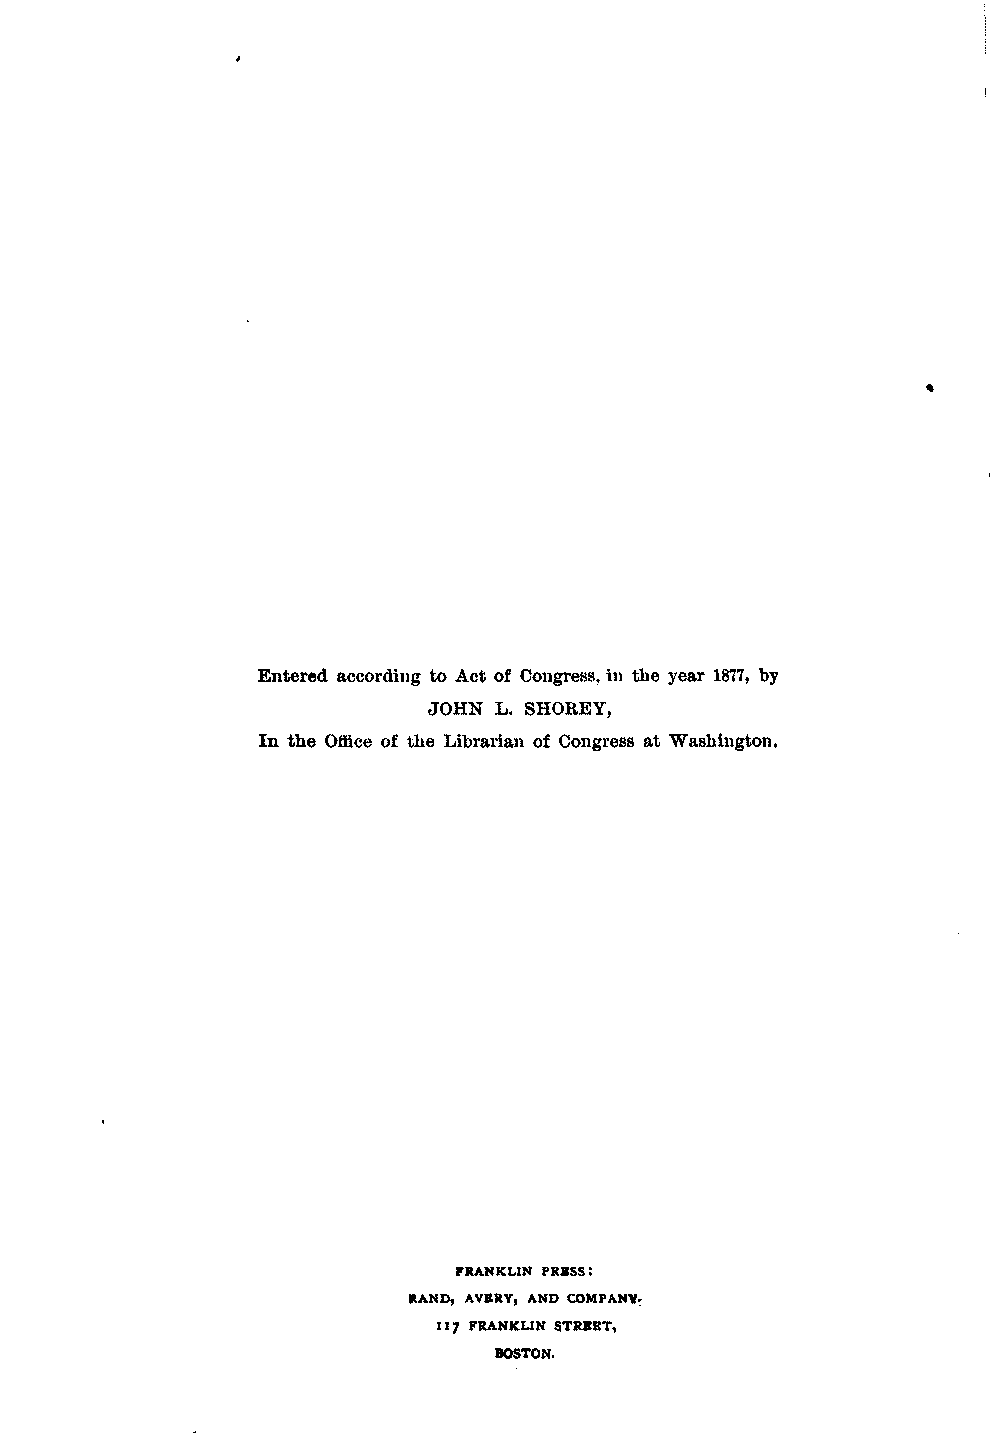 Entered according to Act of Congress, in the year 1877, by
JOHN L. SHOREY,
In the Office of the Librarian of Congress at Washington.
FRANKLIN PRESS:
RAND, AVERY, AND COMPANY,
117 FRANKLIN STREET,
BOSTON.